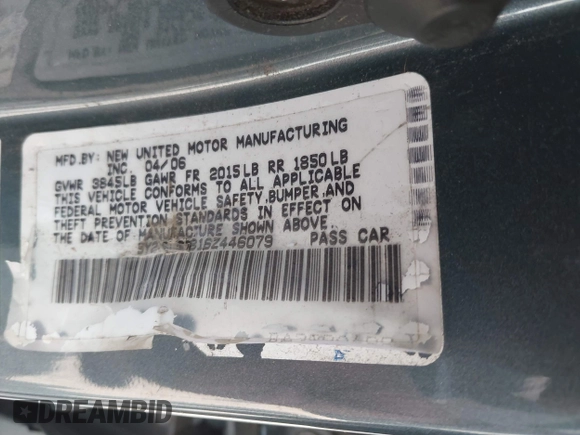 MFD.BY: NEW UNITED MOTOR MANUFACTURING
INC. 04/06
GVWR 3845LB GAWR FR 2015LB RR 1850LB
THIS VEHICLE CONFORMS TO ALL APPLICABLE
FEDERAL MOTOR VEHICLE SAFETY, BUMPER, AND
THEFT PREVENTION STANDARDS IN EFFECT ON
THE DATE OF MANUFACTURE SHOWN ABOVE.
PASS CAR
DREAMBID